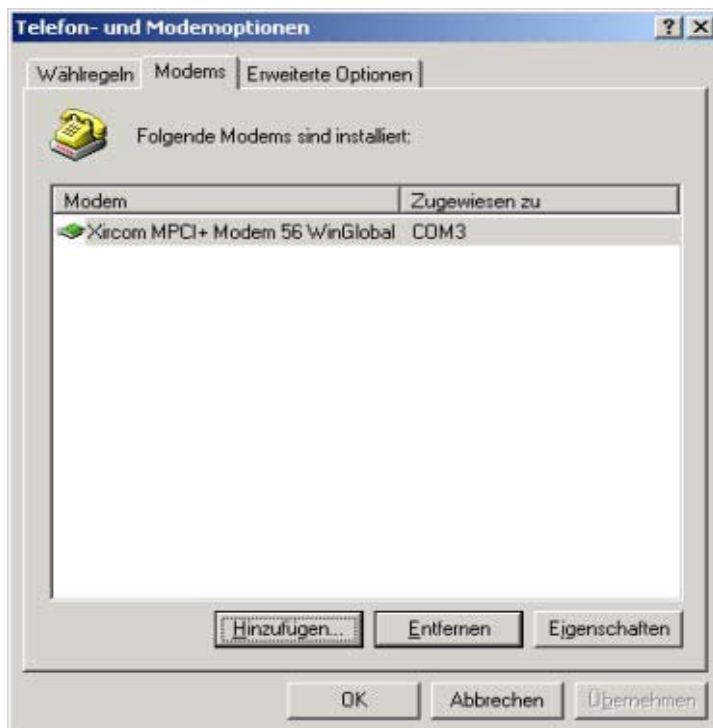 Telefon- und Modemoptionen
Wählregeln Modems Erweiterte Optionen
Folgende Modems sind installiert:
Modem Zugewiesen zu
Xircom MPCI+ Modem 56 WinGlobal COM3
Hinzufügen... Entfernen Eigenschaften
OK Abbrechen Übernehmen